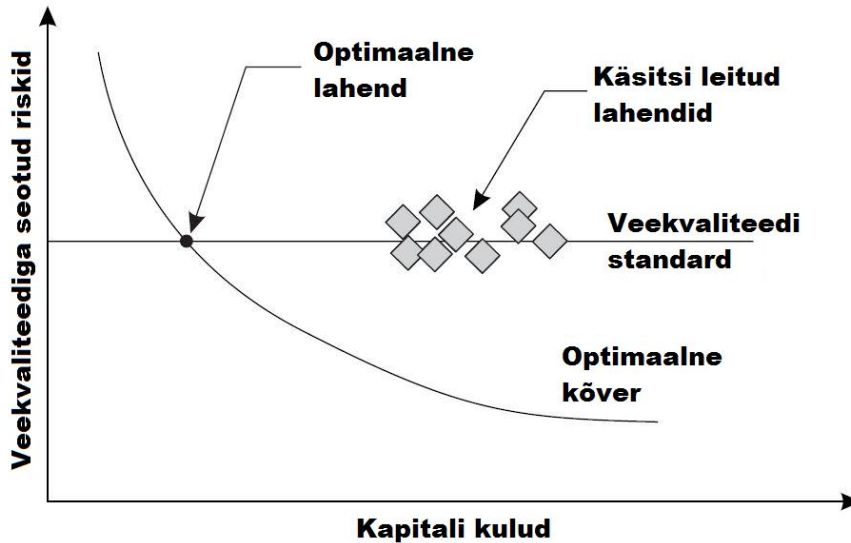 Veekvaliteediga seotud riskid
Optimaalne
lahend
Käsitsi leitud
lahendid
Veekvaliteedi
standard
Optimaalne
kõver
Kapitali kulud